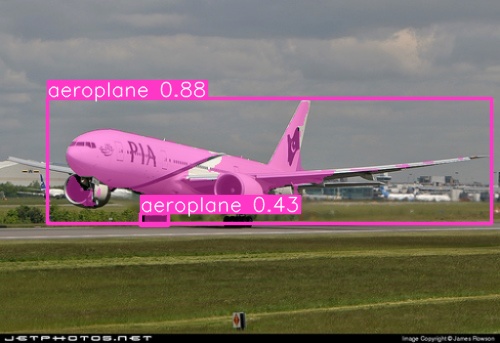 aeroplane 0.88
PIA
aeroplane 0.43
JETPHOTOS.NET
Image Copyright © James Rowson